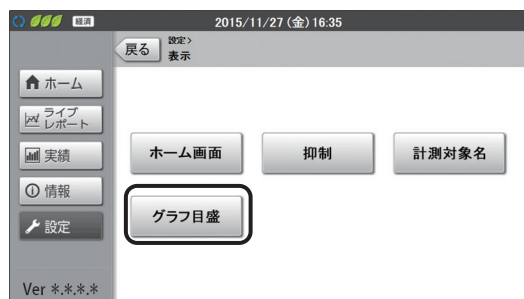 経済
2015/11/27 (金) 16:35
戻る
設定>
表示
ホーム
ライブ
レポート
実績
情報
設定
Ver *.*.*.*
ホーム画面
抑制
計測対象名
グラフ目盛